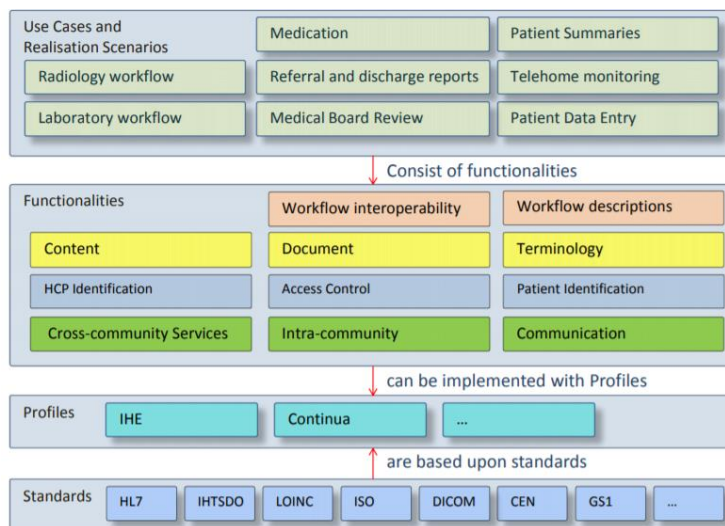 Use Cases and
Realisation Scenarios
Medication
Patient Summaries
Radiology workflow
Referral and discharge reports
Telehome monitoring
Laboratory workflow
Medical Board Review
Patient Data Entry
Consist of functionalities
Functionalities
Workflow interoperability
Workflow descriptions
Content
Document
Terminology
HCP Identification
Access Control
Patient Identification
Cross-community Services
Intra-community
Communication
can be implemented with Profiles
Profiles
IHE
Continua
...
are based upon standards
Standards
HL7
IHTSDO
LOINC
ISO
DICOM
CEN
GS1
...